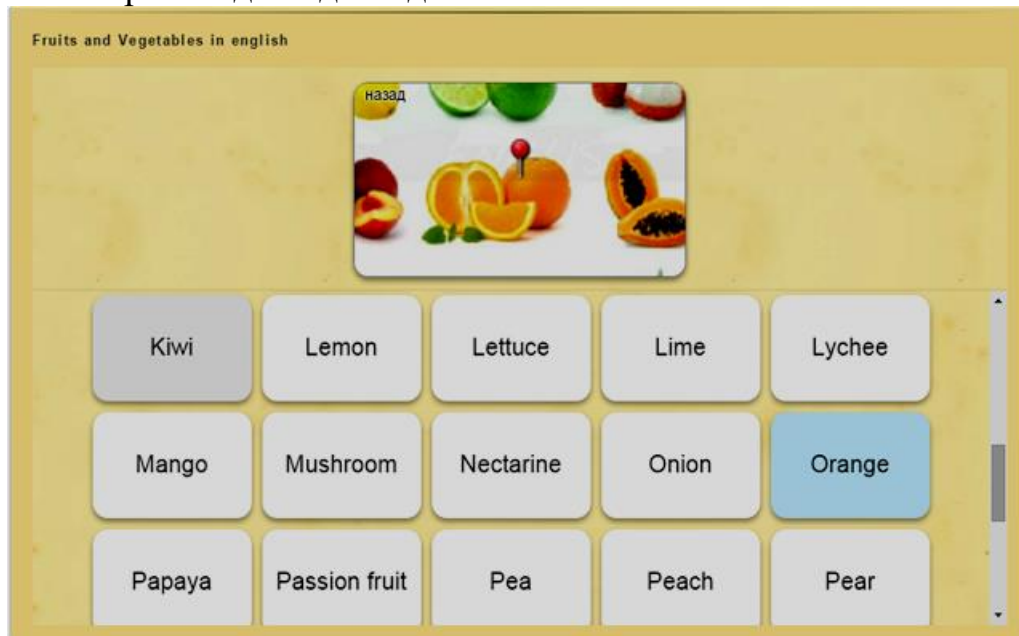 Fruits and Vegetables in english
назад
Kiwi Lemon Lettuce Lime Lychee
Mango Mushroom Nectarine Onion Orange
Papaya Passion fruit Pea Peach Pear